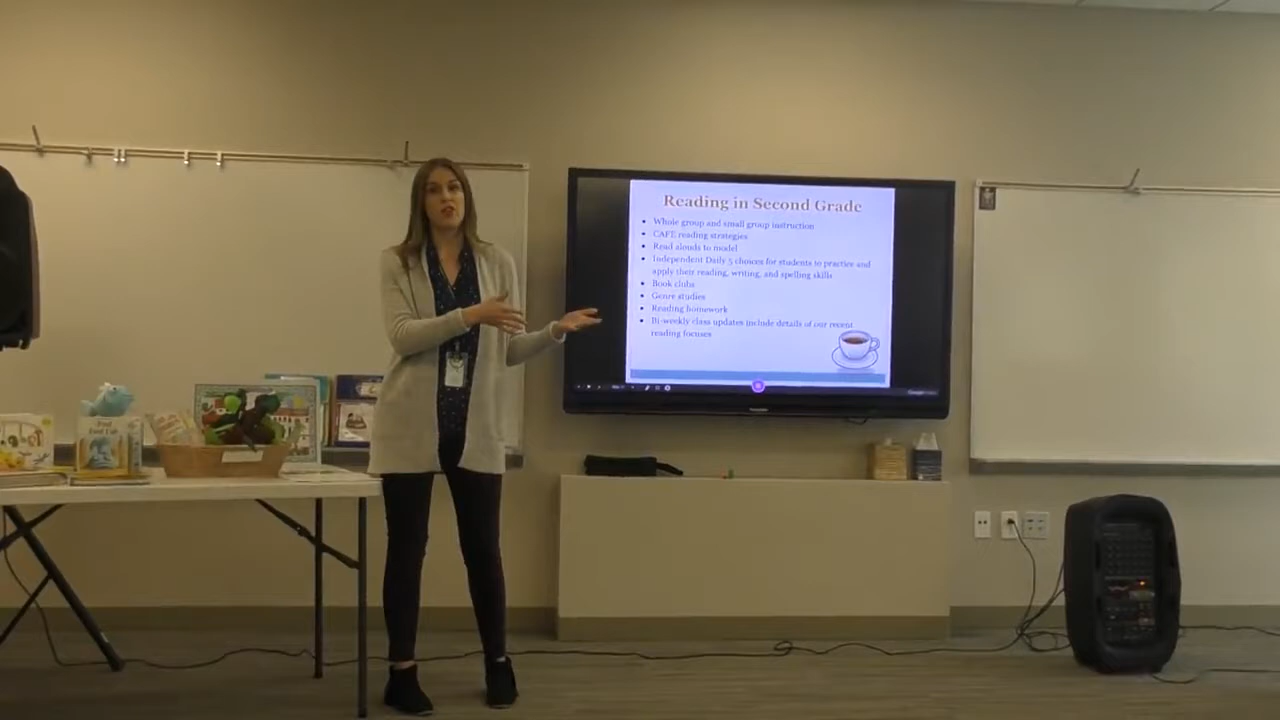 Reading in Second Grade
• Whole group and small group instruction
• CAFE reading strategies
• Read alouds to model
• Independent Daily 5 choices for students to practice and
apply their reading, writing, and spelling skills
• Book clubs
• Genre studies
• Reading homework
• Bi-weekly class updates include details of our recent
reading focuses